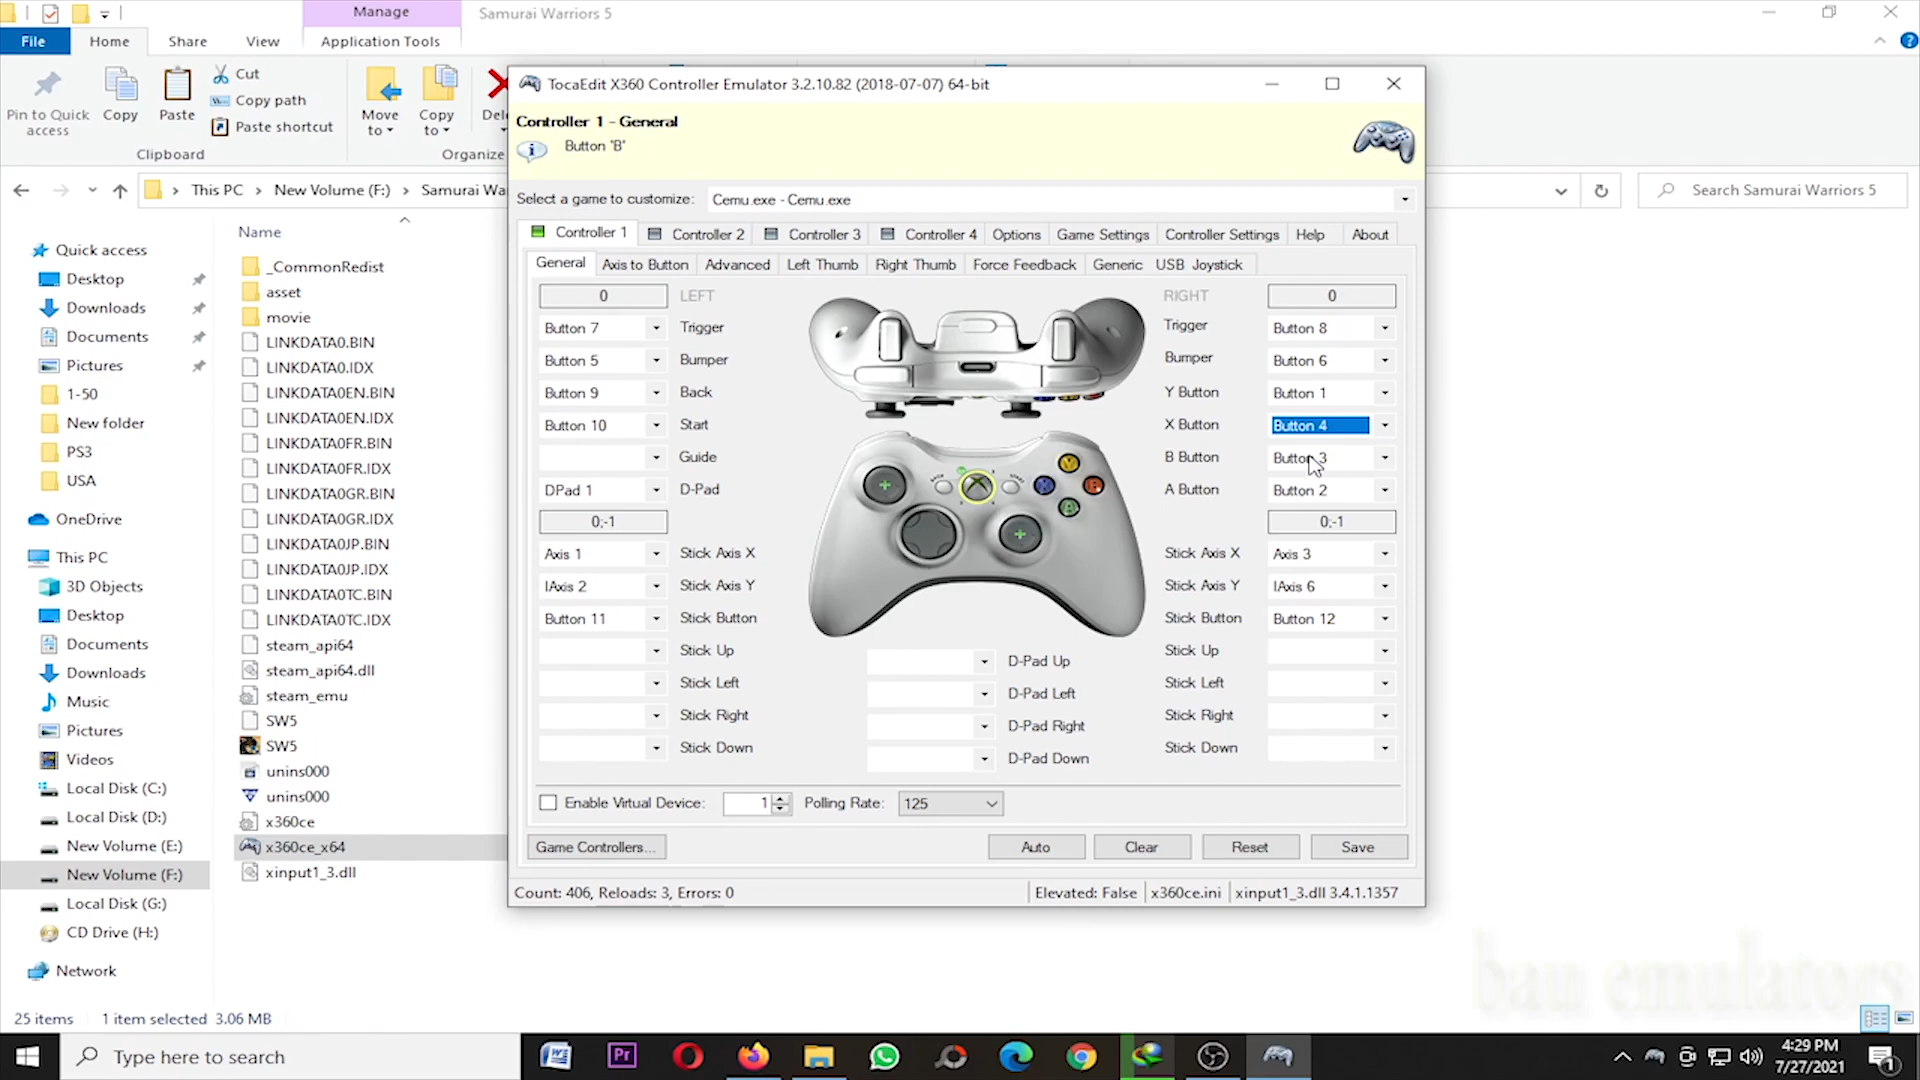 Manage
Samurai Warriors 5
File
Home
Share
View
Application Tools
Pin to Quick access
Copy
Paste
Cut
Copy path
Paste shortcut
Move to
Copy to
Clipboard
Organize
This PC
New Volume (F:)
Search Samurai Warriors 5
Quick access
Desktop
Downloads
Documents
Pictures
1-50
New folder
PS3
USA
OneDrive
This PC
3D Objects
Desktop
Documents
Downloads
Music
Pictures
Videos
Local Disk (C:)
Local Disk (D:)
New Volume (E:)
New Volume (F:)
Local Disk (G:)
CD Drive (H:)
Network
Name
_CommonRedist
asset
movie
LINKDATA0.BIN
LINKDATA0.IDX
LINKDATA0EN.BIN
LINKDATA0EN.IDX
LINKDATA0FR.BIN
LINKDATA0FR.IDX
LINKDATA0GR.BIN
LINKDATA0GR.IDX
LINKDATA0JP.BIN
LINKDATA0JP.IDX
LINKDATA0TC.BIN
LINKDATA0TC.IDX
steam_api64
steam_api64.dll
steam_emu
SW5
SW5
unins000
unins000
x360ce
x360ce_x64
xinput1_3.dll
TocaEdit X360 Controller Emulator 3.2.10.82 (2018-07-07) 64-bit
Controller 1 - General
Button "B"
Select a game to customize: Cemu.exe - Cemu.exe
Controller 1 Controller 2 Controller 3 Controller 4 Options Game Settings Controller Settings Help About
General Axis to Button Advanced Left Thumb Right Thumb Force Feedback Generic USB Joystick
0 LEFT RIGHT 0
Button 7 Trigger Trigger Button 8
Button 5 Bumper Bumper Button 6
Button 9 Back Y Button Button 1
Button 10 Start X Button Button 4
Guide B Button Button 3
DPad 1 D-Pad A Button Button 2
0;-1 0;-1
Axis 1 Stick Axis X Stick Axis X Axis 3
IAxis 2 Stick Axis Y Stick Axis Y IAxis 6
Button 11 Stick Button Stick Button Button 12
Stick Up D-Pad Up Stick Up
Stick Left D-Pad Left Stick Left
Stick Right D-Pad Right Stick Right
Stick Down D-Pad Down Stick Down
Enable Virtual Device: 1 Polling Rate: 125
Game Controllers... Auto Clear Reset Save
Count: 406, Reloads: 3, Errors: 0 Elevated: False x360ce.ini xinput1_3.dll 3.4.1.1357
bau emulators
25 items 1 item selected 3.06 MB
Type here to search
Pr
4:29 PM
7/27/2021
1